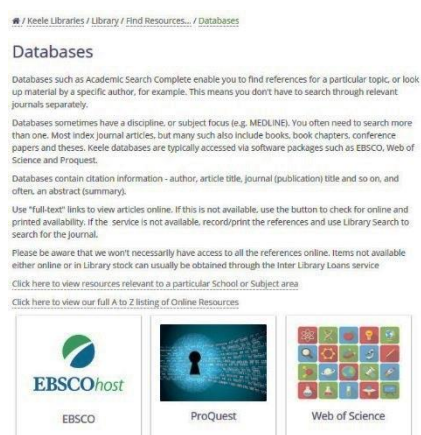 / Keele Libraries / Library / Find Resources... / Databases
Databases
Databases such as Academic Search Complete enable you to find references for a particular topic, or look
up material by a specific author, for example. This means you don't have to search through relevant
journals separately.
Databases sometimes have a discipline, or subject focus (e.g. MEDLINE). You often need to search more
than one. Most index journal articles, but many such also include books, book chapters, conference
papers and theses. Keele databases are typically accessed via software packages such as EBSCO, Web of
Science and Proquest.
Databases contain citation information - author, article title, journal (publication) title and so on, and
often, an abstract (summary).
Use "full-text" links to view articles online. If this is not available, use the button to check for online and
printed availability. If the service is not available, record/print the references and use Library Search to
search for the journal.
Please be aware that we won't necessarily have access to all the references online. Items not available
either online or in Library stock can usually be obtained through the Inter Library Loans service
Click here to view resources relevant to a particular School or Subject area
Click here to view our full A to Z listing of Online Resources
EBSCOhost
EBSCO
ProQuest
Web of Science